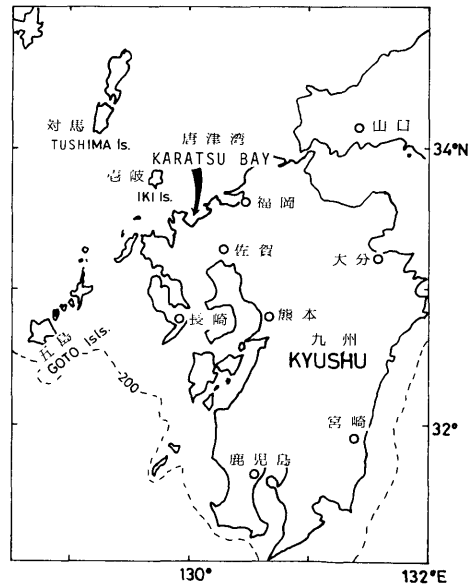 対馬
TUSHIMA Is.
山口
34°N
唐津湾
KARATSU BAY
壱岐
IKI Is.
福岡
佐賀
大分
長崎
熊本
五島
GOTO Isls.
九州
KYUSHU
200
32°
宮崎
鹿児島
130°
132°E